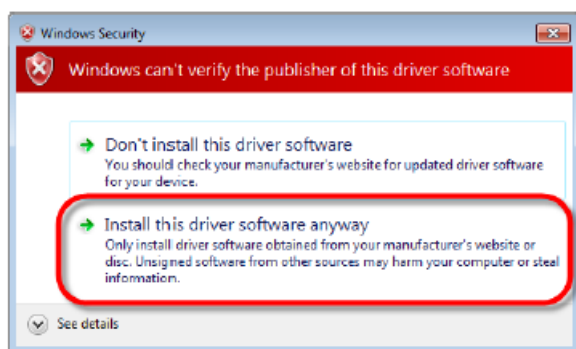 Windows Security
Windows can't verify the publisher of this driver software
Don't install this driver software
You should check your manufacturer's website for updated driver software
for your device.
Install this driver software anyway
Only install driver software obtained from your manufacturer's website or
disc. Unsigned software from other sources may harm your computer or steal
information.
See details